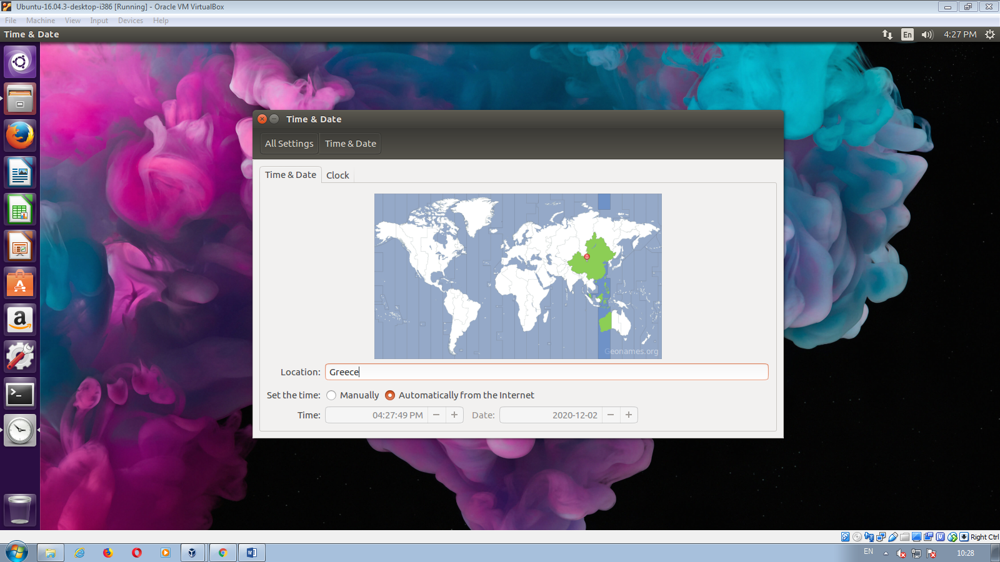 Ubuntu-16.04.3-desktop-i386 [Running] - Oracle VM VirtualBox
File Machine View Input Devices Help
Time & Date
En
4:27 PM
Time & Date
All Settings
Time & Date
Time & Date
Clock
Geonames.org
Location: Greece
Set the time: Manually Automatically from the Internet
Time: 04:27:49 PM − + Date: 2020-12-02 − +
Right Ctrl
EN
10:28